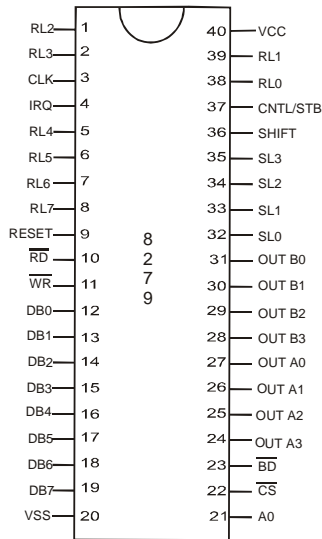 RL2 1 40 VCC
RL3 2 39 RL1
CLK 3 38 RL0
IRQ 4 37 CNTL/STB
RL4 5 36 SHIFT
RL5 6 35 SL3
RL6 7 34 SL2
RL7 8 33 SL1
RESET 9 32 SL0
R̅D̅ 10 31 OUT B0
W̅R̅ 11 30 OUT B1
DB0 12 29 OUT B2
DB1 13 28 OUT B3
DB2 14 27 OUT A0
DB3 15 26 OUT A1
DB4 16 25 OUT A2
DB5 17 24 OUT A3
DB6 18 23 B̅D̅
DB7 19 22 C̅S̅
VSS 20 21 A0
8
2
7
9